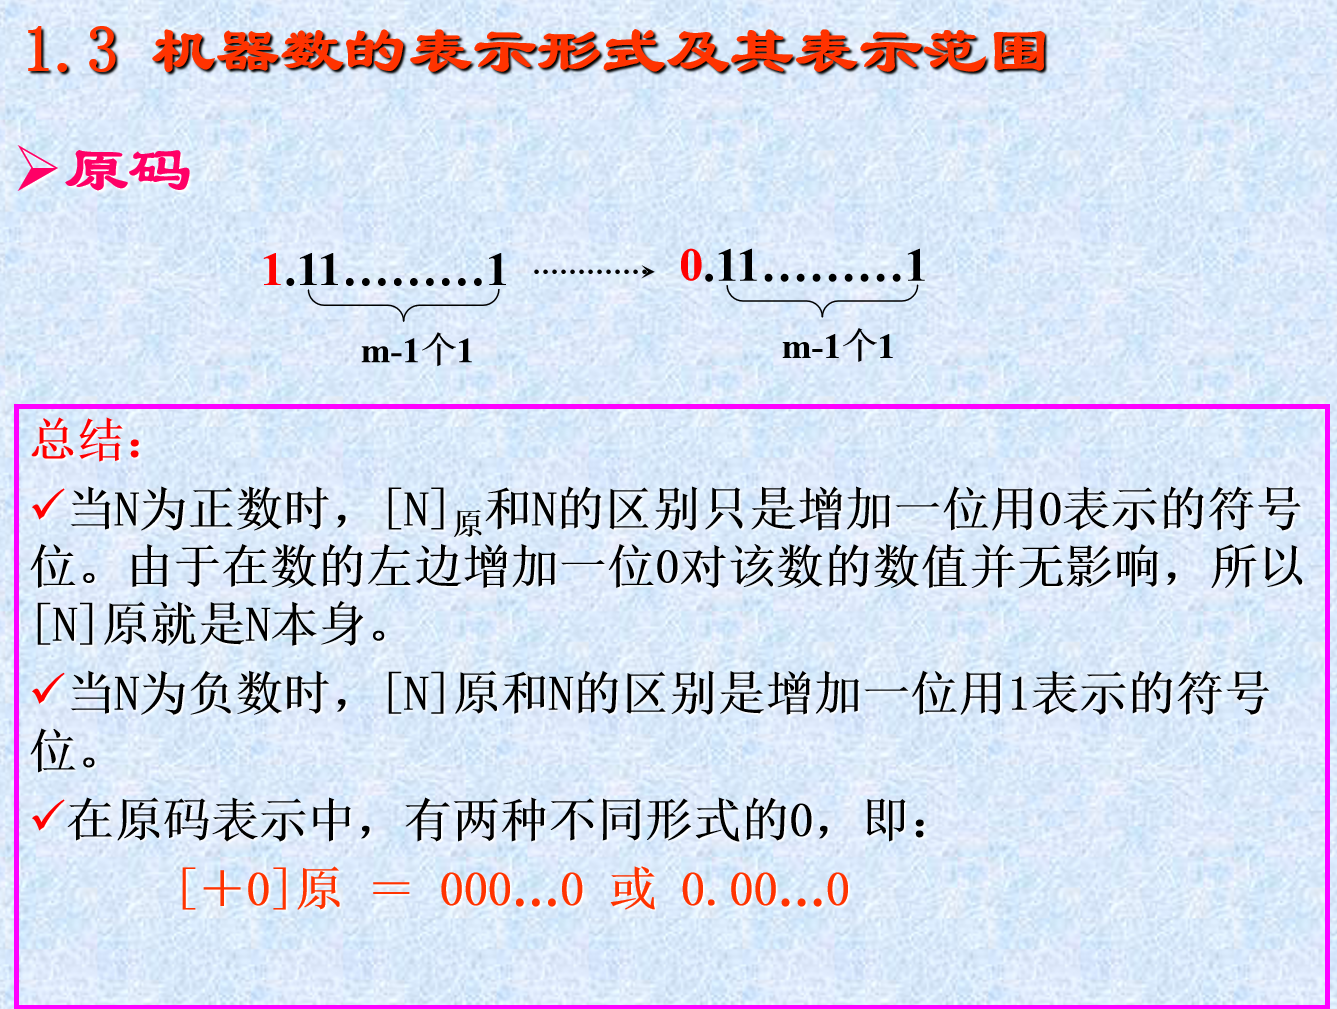 1.3 机器数的表示形式及其表示范围
➢原码
1.11………1 0.11………1
m-1个1 m-1个1
总结：
✓当N为正数时，[N]原和N的区别只是增加一位用0表示的符号
位。由于在数的左边增加一位0对该数的数值并无影响，所以
[N]原就是N本身。
✓当N为负数时，[N]原和N的区别是增加一位用1表示的符号
位。
✓在原码表示中，有两种不同形式的0，即：
[＋0]原 ＝ 000…0 或 0.00…0